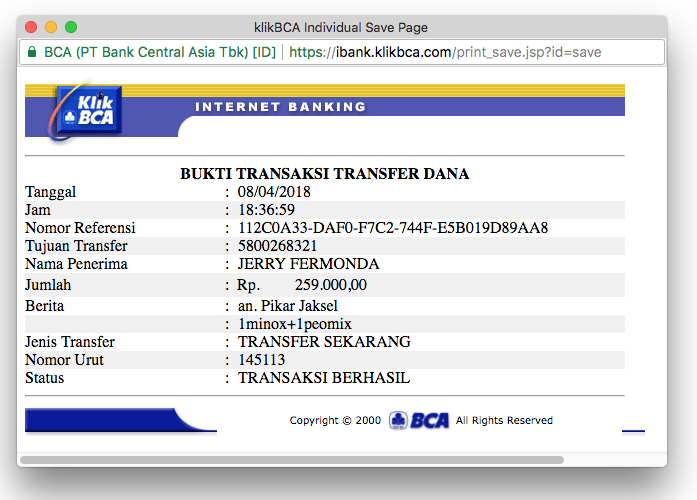 klikBCA Individual Save Page
BCA (PT Bank Central Asia Tbk) [ID] | https://ibank.klikbca.com/print_save.jsp?id=save
Klik BCA
INTERNET BANKING
BUKTI TRANSAKSI TRANSFER DANA
Tanggal : 08/04/2018
Jam : 18:36:59
Nomor Referensi : 112C0A33-DAF0-F7C2-744F-E5B019D89AA8
Tujuan Transfer : 5800268321
Nama Penerima : JERRY FERMONDA
Jumlah : Rp. 259.000,00
Berita : an. Pikar Jaksel
: 1minox+1peomix
Jenis Transfer : TRANSFER SEKARANG
Nomor Urut : 145113
Status : TRANSAKSI BERHASIL
Copyright © 2000 BCA All Rights Reserved